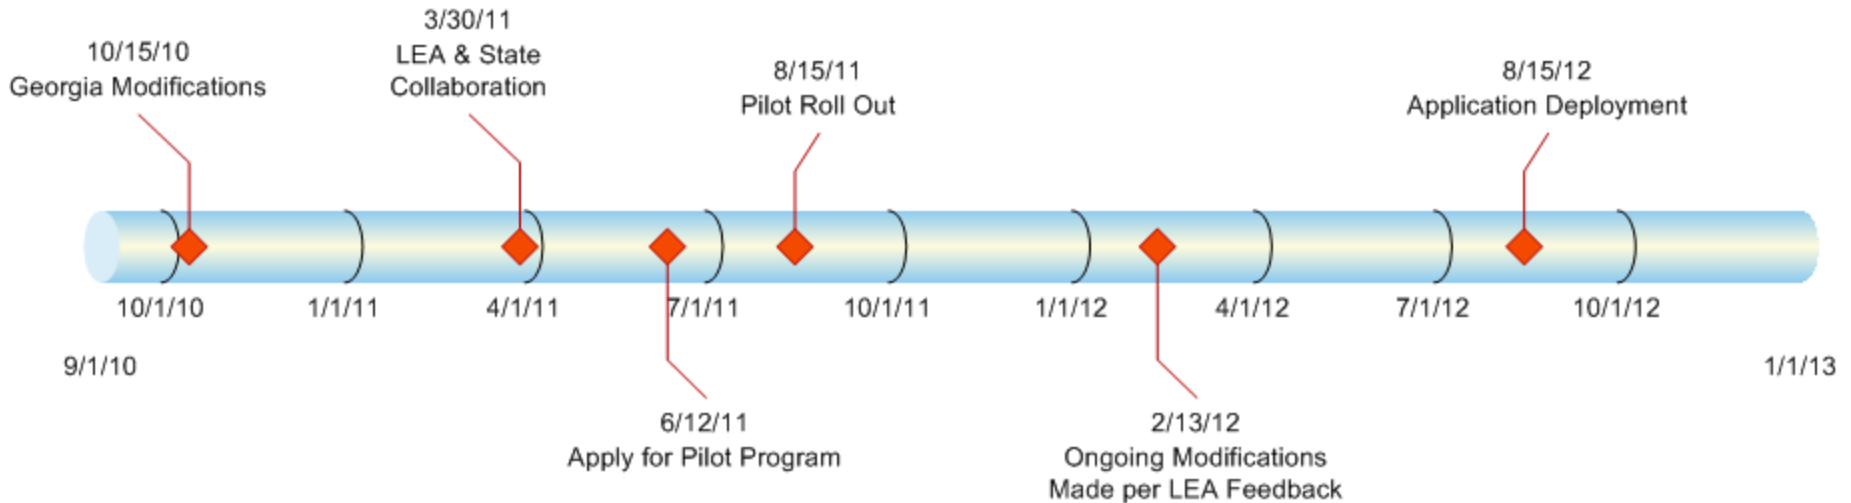 10/15/10
Georgia Modifications
3/30/11
LEA & State
Collaboration
8/15/11
Pilot Roll Out
8/15/12
Application Deployment
10/1/10
1/1/11
4/1/11
7/1/11
10/1/11
1/1/12
4/1/12
7/1/12
10/1/12
9/1/10
1/1/13
6/12/11
Apply for Pilot Program
2/13/12
Ongoing Modifications
Made per LEA Feedback